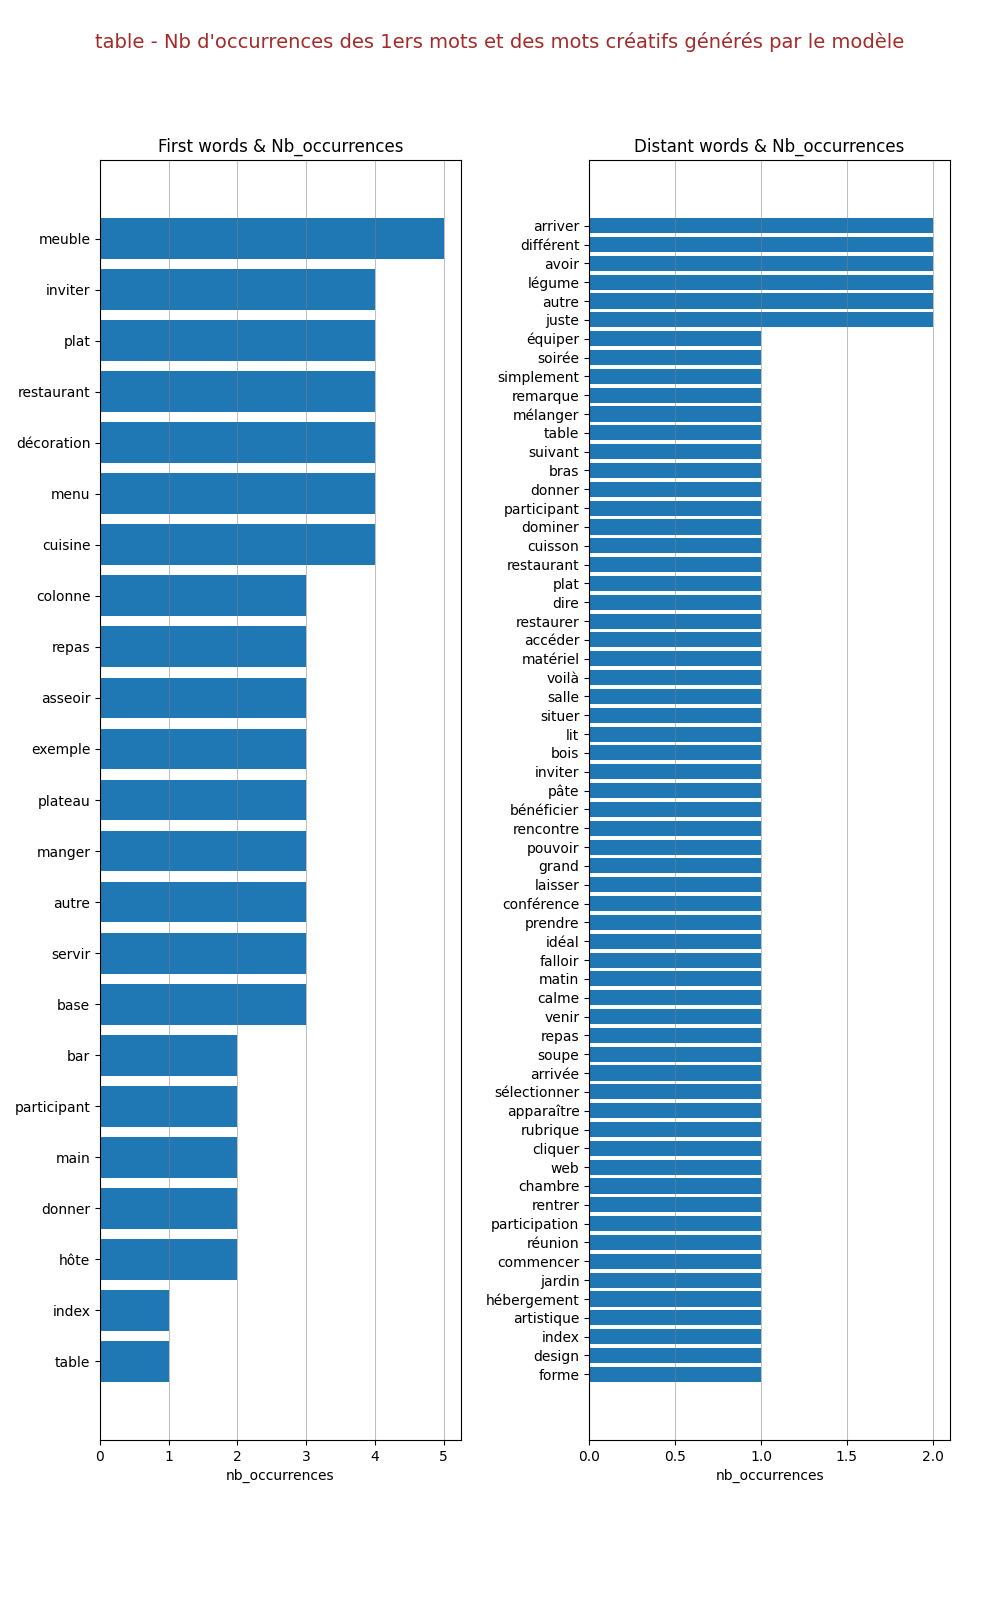 table - Nb d'occurrences des 1ers mots et des mots créatifs générés par le modèle
First words & Nb_occurrences
meuble
inviter
plat
restaurant
décoration
menu
cuisine
colonne
repas
asseoir
exemple
plateau
manger
autre
servir
base
bar
participant
main
donner
hôte
index
table
0 1 2 3 4 5
nb_occurrences
Distant words & Nb_occurrences
arriver
différent
avoir
légume
autre
juste
équiper
soirée
simplement
remarque
mélanger
table
suivant
bras
donner
participant
dominer
cuisson
restaurant
plat
dire
restaurer
accéder
matériel
voilà
salle
situer
lit
bois
inviter
pâte
bénéficier
rencontre
pouvoir
grand
laisser
conférence
prendre
idéal
falloir
matin
calme
venir
repas
soupe
arrivée
sélectionner
apparaître
rubrique
cliquer
web
chambre
rentrer
participation
réunion
commencer
jardin
hébergement
artistique
index
design
forme
0.0 0.5 1.0 1.5 2.0
nb_occurrences